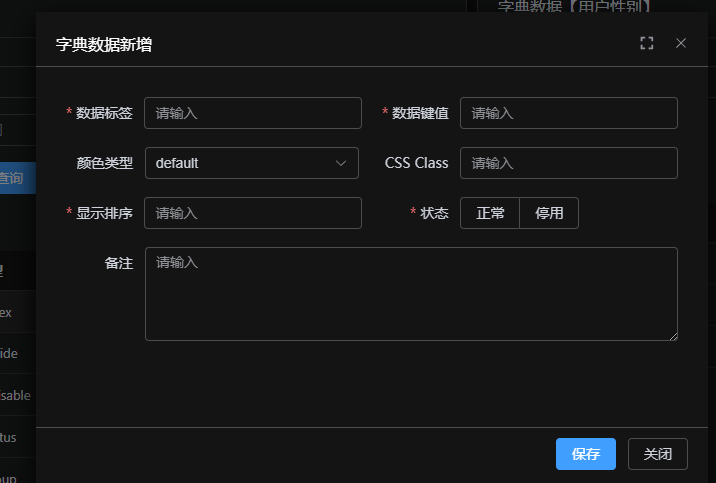 字典数据【用户性别】
字典数据新增
* 数据标签 请输入
* 数据键值 请输入
颜色类型 default
CSS Class 请输入
* 显示排序 请输入
* 状态 正常 停用
备注 请输入
查询
ex
ide
isable
tus
oup
保存 关闭